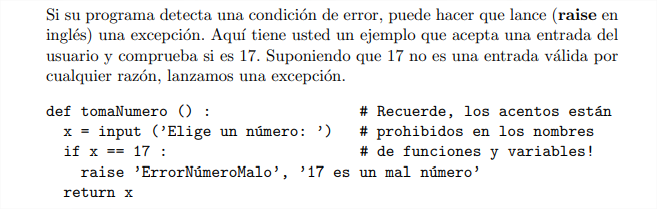 Si su programa detecta una condición de error, puede hacer que lance (raise en
inglés) una excepción. Aquí tiene usted un ejemplo que acepta una entrada del
usuario y comprueba si es 17. Suponiendo que 17 no es una entrada válida por
cualquier razón, lanzamos una excepción.
def tomaNumero () :                 # Recuerde, los acentos están
  x = input ('Elige un número: ')   # prohibidos en los nombres
  if x == 17 :                      # de funciones y variables!
    raise 'ErrorNúmeroMalo', '17 es un mal número'
  return x